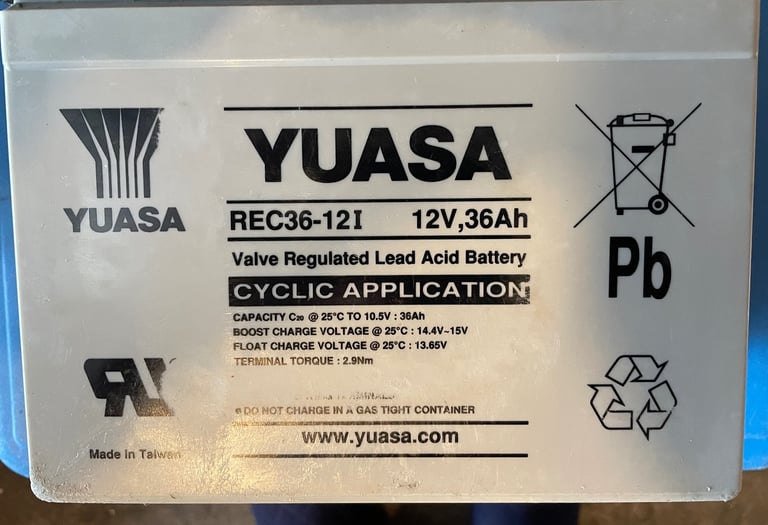 YUASA
YUASA
REC36-12I 12V,36Ah
Valve Regulated Lead Acid Battery
CYCLIC APPLICATION
CAPACITY C₂₀ @ 25°C TO 10.5V : 36Ah
BOOST CHARGE VOLTAGE @ 25°C : 14.4V~15V
FLOAT CHARGE VOLTAGE @ 25°C : 13.65V
TERMINAL TORQUE : 2.9Nm
DO NOT CHARGE IN A GAS TIGHT CONTAINER
www.yuasa.com
Made in Taiwan
Pb